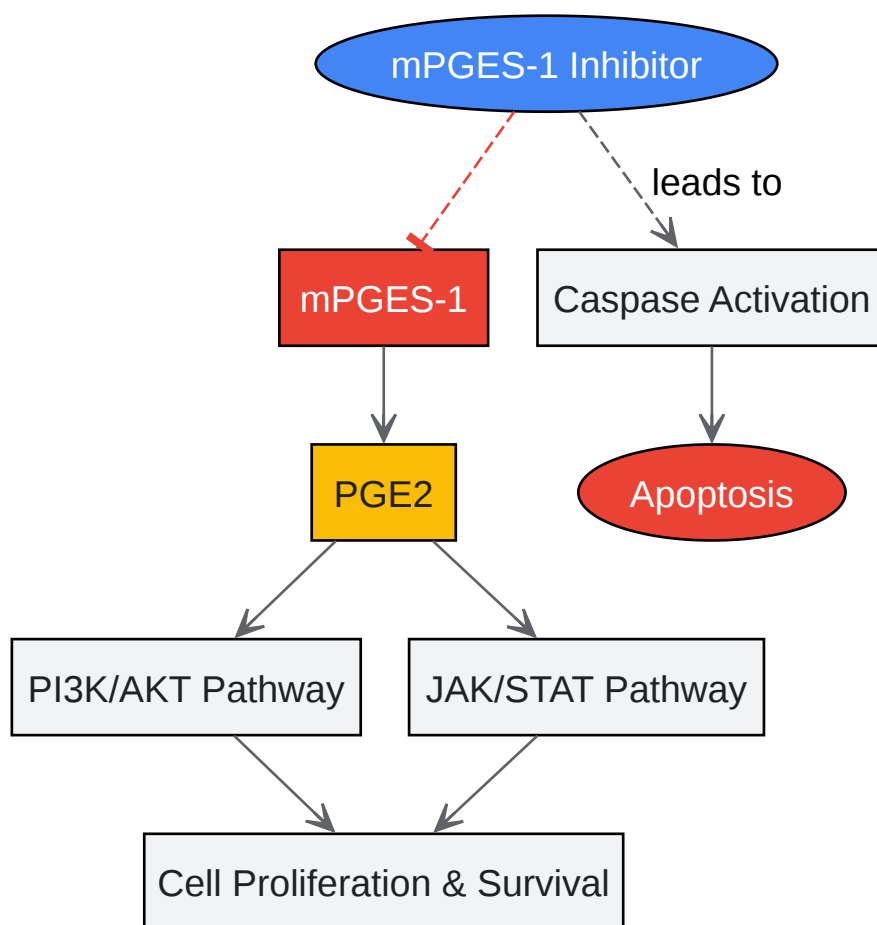 mPGES-1 Inhibitor
leads to
mPGES-1
Caspase Activation
PGE2
Apoptosis
PI3K/AKT Pathway
JAK/STAT Pathway
Cell Proliferation & Survival